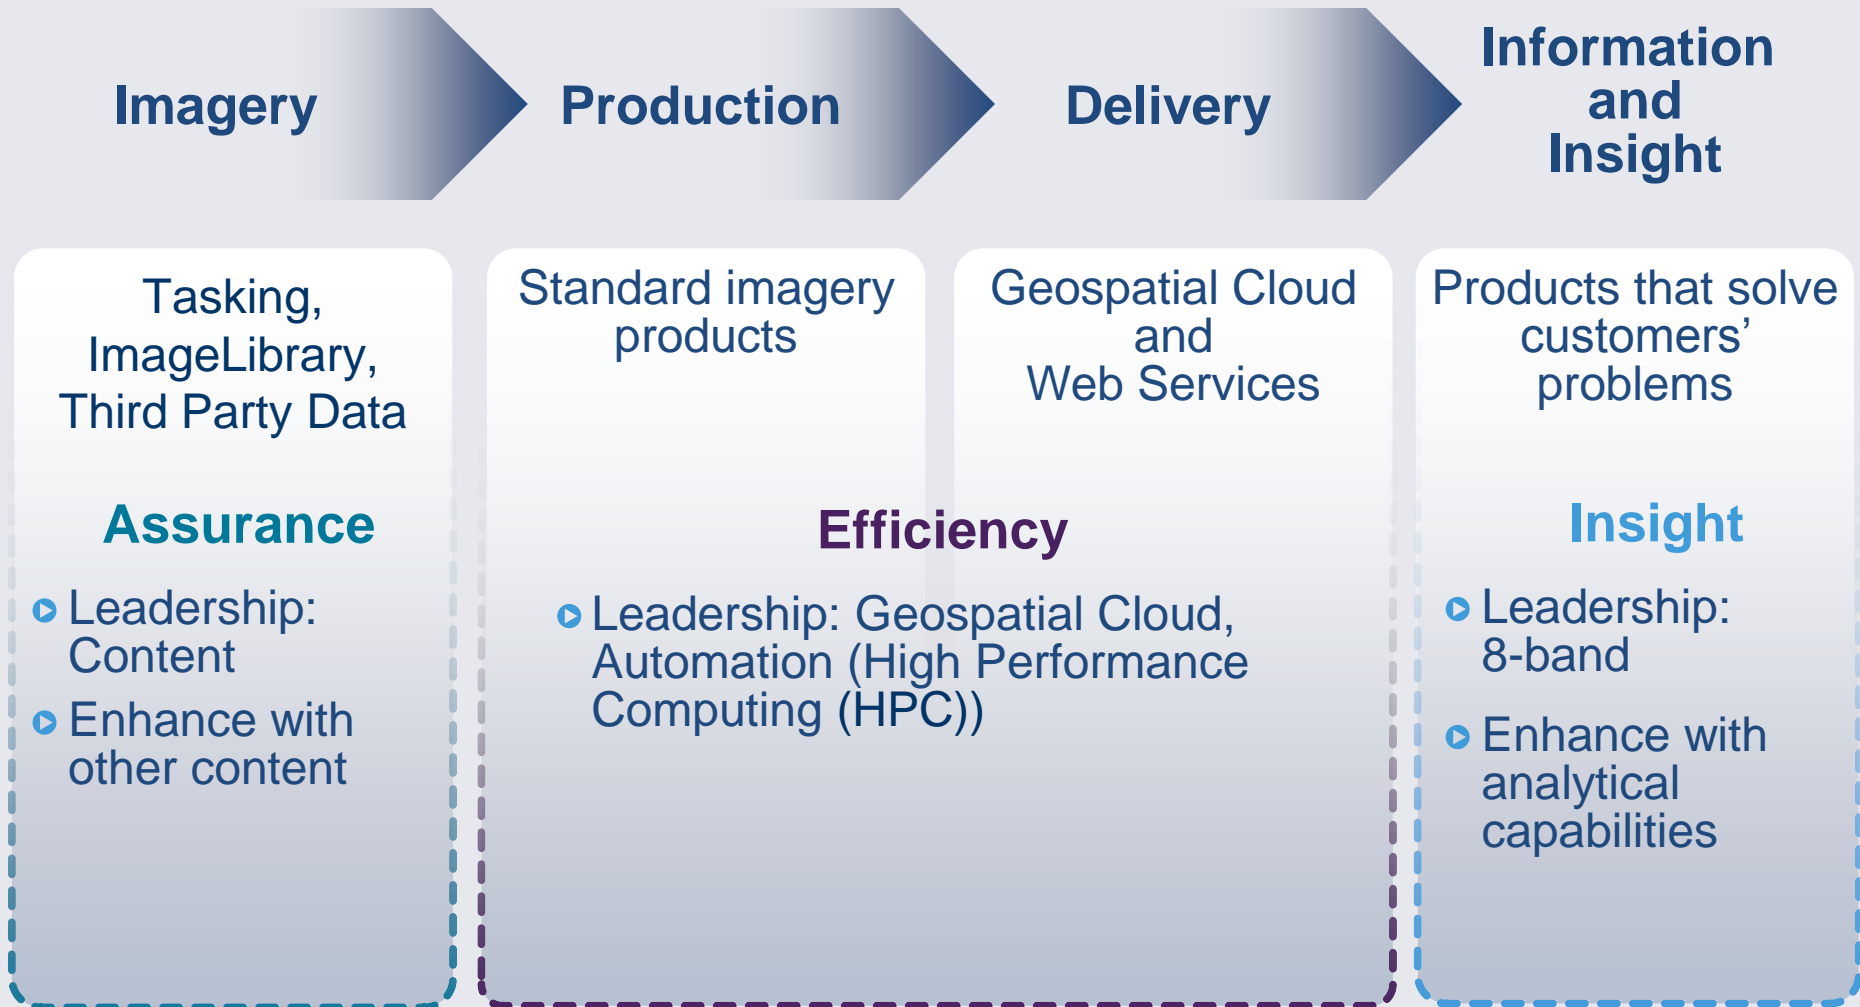 Imagery
Production
Delivery
Information
and
Insight
Tasking,
ImageLibrary,
Third Party Data
Standard imagery
products
Geospatial Cloud
and
Web Services
Products that solve
customers’
problems
Assurance
Leadership:
Content
Enhance with
other content
Efficiency
Leadership: Geospatial Cloud,
Automation (High Performance
Computing (HPC))
Insight
Leadership:
8-band
Enhance with
analytical
capabilities